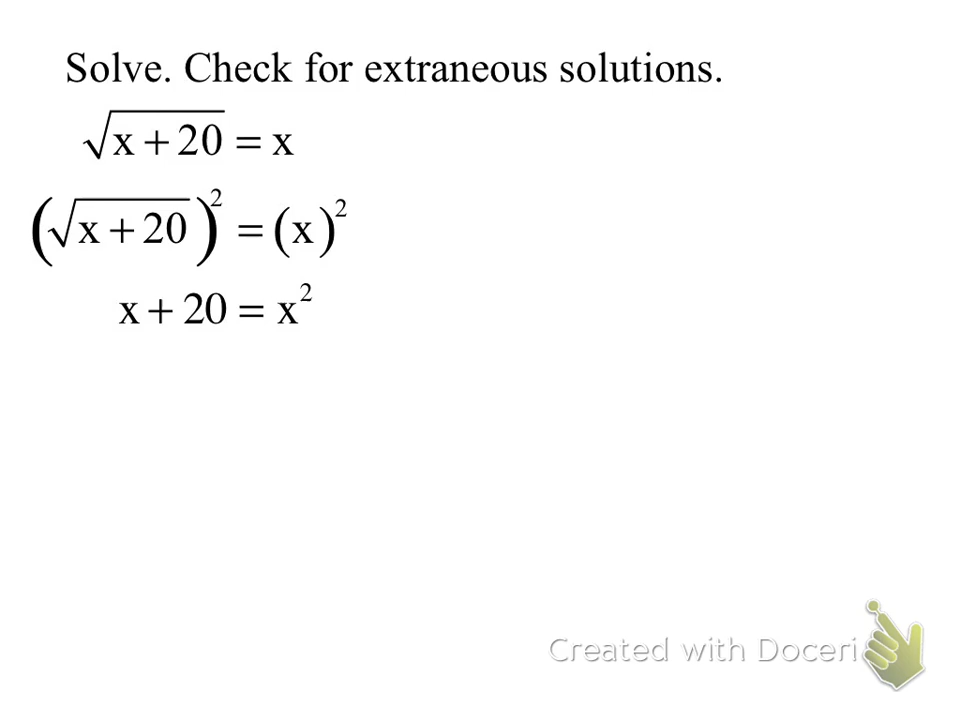 Solve. Check for extraneous solutions.
√x + 20 = x
(√x + 20)² = (x)²
x + 20 = x²
Created with Doceri